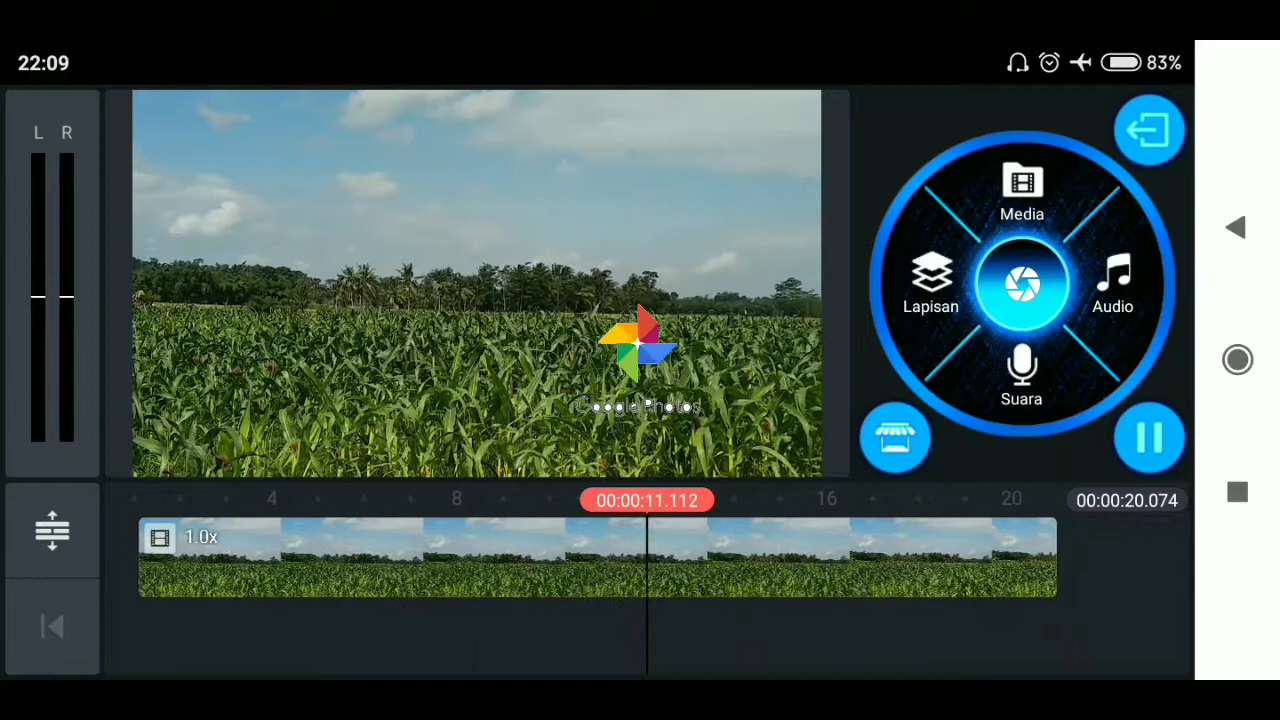 22:09
83%
L R
Media
Lapisan
Audio
Suara
Google Photos
4
8
00:00:11.112
16
20
00:00:20.074
1.0x